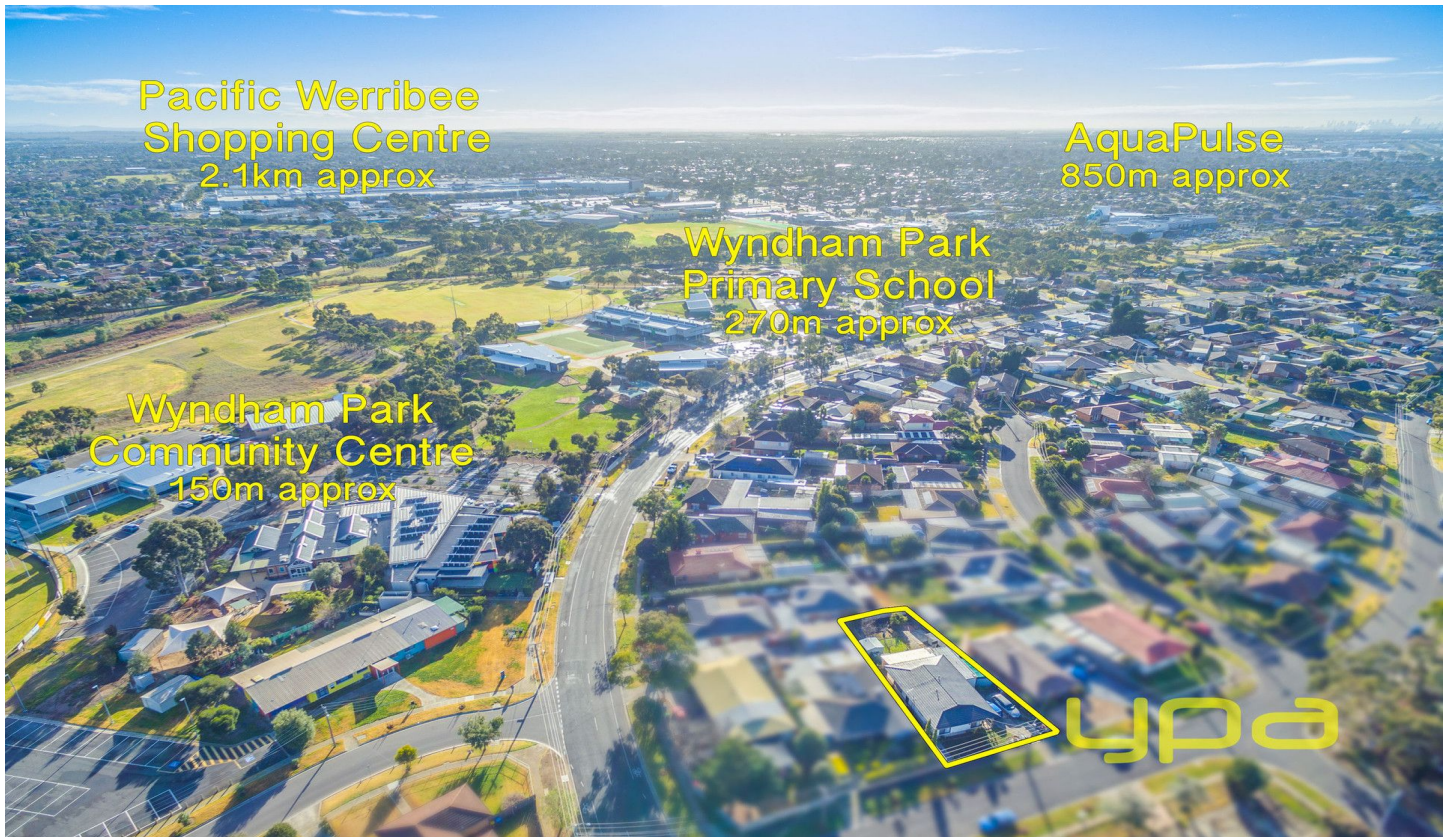 Pacific Werribee
Shopping Centre
2.1km approx
AquaPulse
850m approx
Wyndham Park
Primary School
270m approx
Wyndham Park
Community Centre
150m approx
ypa